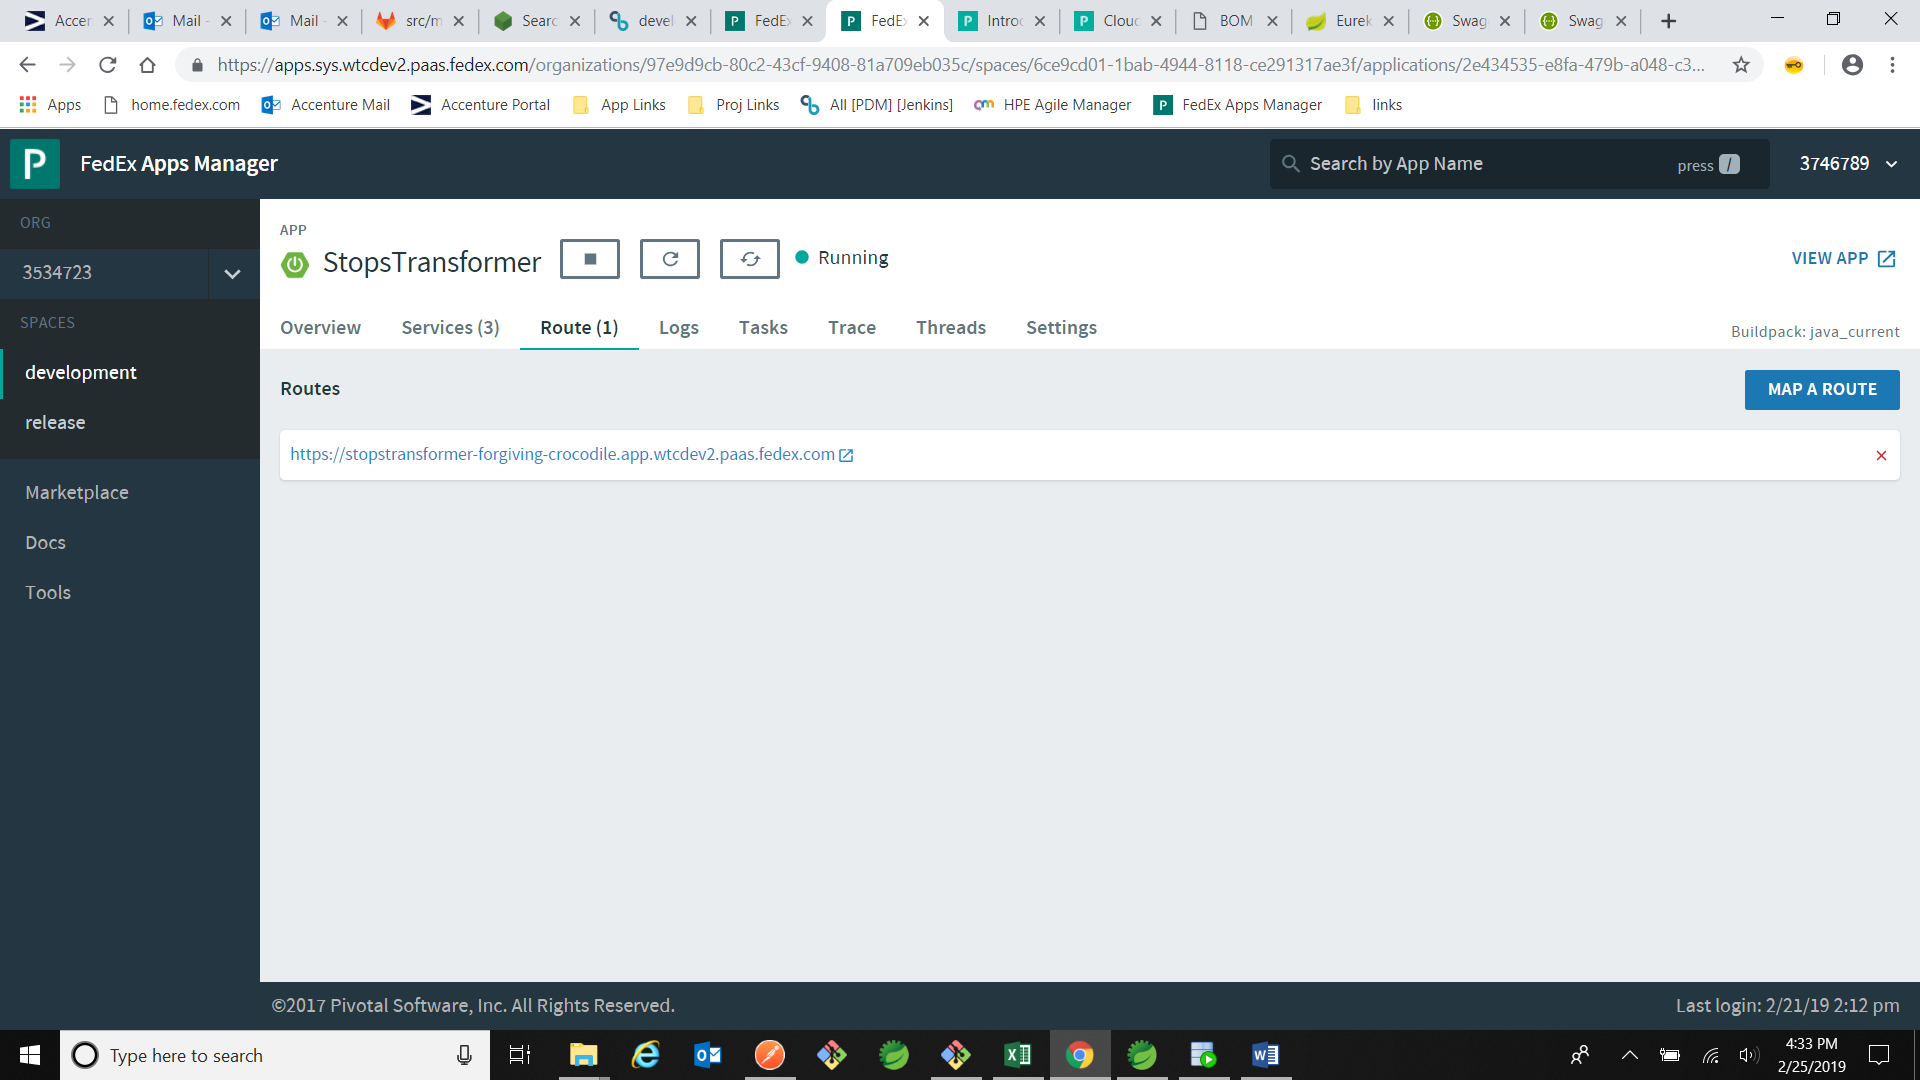 Accen
Mail -
Mail -
src/m
Searc
devel
FedEx
FedEx
Introd
Cloud
BOM
Eurek
Swag
Swag
https://apps.sys.wtcdev2.paas.fedex.com/organizations/97e9d9cb-80c2-43cf-9408-81a709eb035c/spaces/6ce9cd01-1bab-4944-8118-ce291317ae3f/applications/2e434535-e8fa-479b-a048-c3...
Apps
home.fedex.com
Accenture Mail
Accenture Portal
App Links
Proj Links
All [PDM] [Jenkins]
HPE Agile Manager
FedEx Apps Manager
links
P FedEx Apps Manager
Search by App Name
press /
3746789
ORG
3534723
SPACES
development
release
Marketplace
Docs
Tools
APP
StopsTransformer
Running
VIEW APP
Overview
Services (3)
Route (1)
Logs
Tasks
Trace
Threads
Settings
Buildpack: java_current
Routes
MAP A ROUTE
https://stopstransformer-forgiving-crocodile.app.wtcdev2.paas.fedex.com
©2017 Pivotal Software, Inc. All Rights Reserved.
Last login: 2/21/19 2:12 pm
Type here to search
4:33 PM
2/25/2019